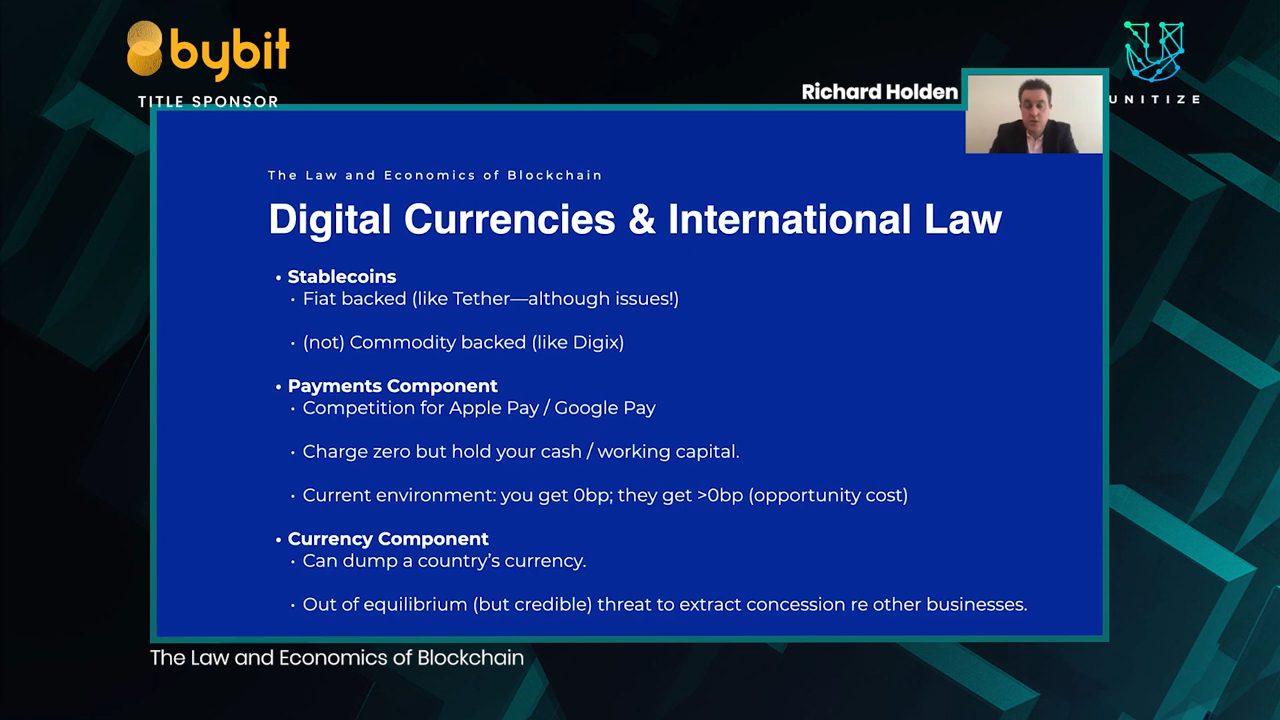 bybit
TITLE SPONSOR
Richard Holden
UNITIZE
The Law and Economics of Blockchain
Digital Currencies & International Law
• Stablecoins
• Fiat backed (like Tether—although issues!)
• (not) Commodity backed (like Digix)
• Payments Component
• Competition for Apple Pay / Google Pay
• Charge zero but hold your cash / working capital.
• Current environment: you get 0bp; they get >0bp (opportunity cost)
• Currency Component
• Can dump a country’s currency.
• Out of equilibrium (but credible) threat to extract concession re other businesses.
The Law and Economics of Blockchain